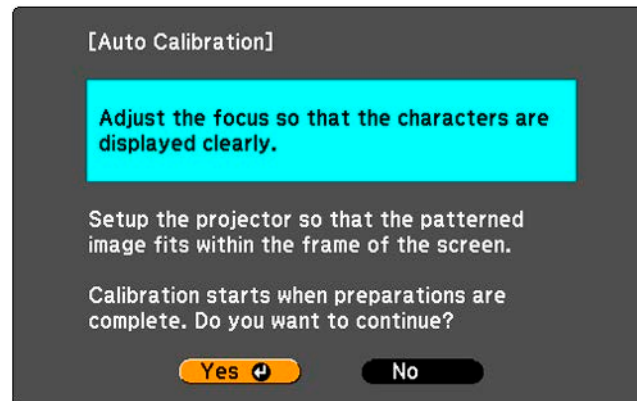 [Auto Calibration]
Adjust the focus so that the characters are
displayed clearly.
Setup the projector so that the patterned
image fits within the frame of the screen.
Calibration starts when preparations are
complete. Do you want to continue?
Yes No